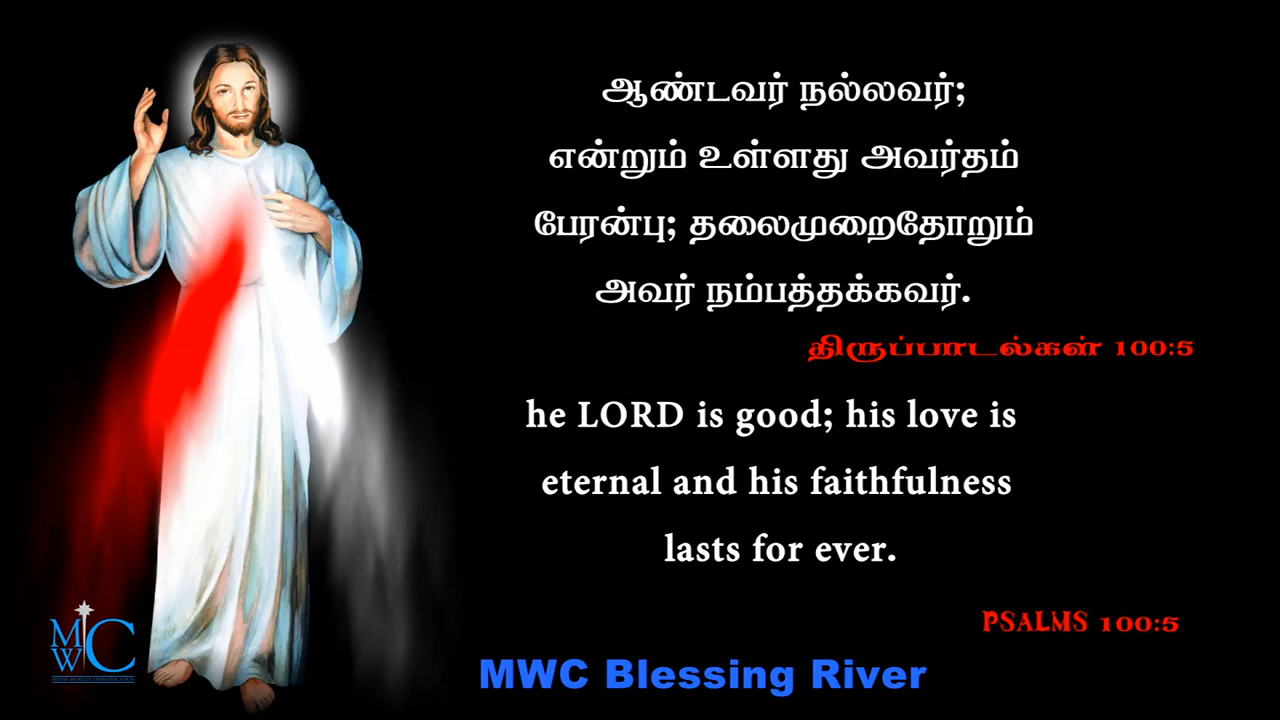 ஆண்டவர் நல்லவர்;
என்றும் உள்ளது அவர்தம்
பேரன்பு; தலைமுறைதோறும்
அவர் நம்பத்தக்கவர்.
திருப்பாடல்கள் 100:5
he LORD is good; his love is
eternal and his faithfulness
lasts for ever.
PSALMS 100:5
MWC
MWC Blessing River